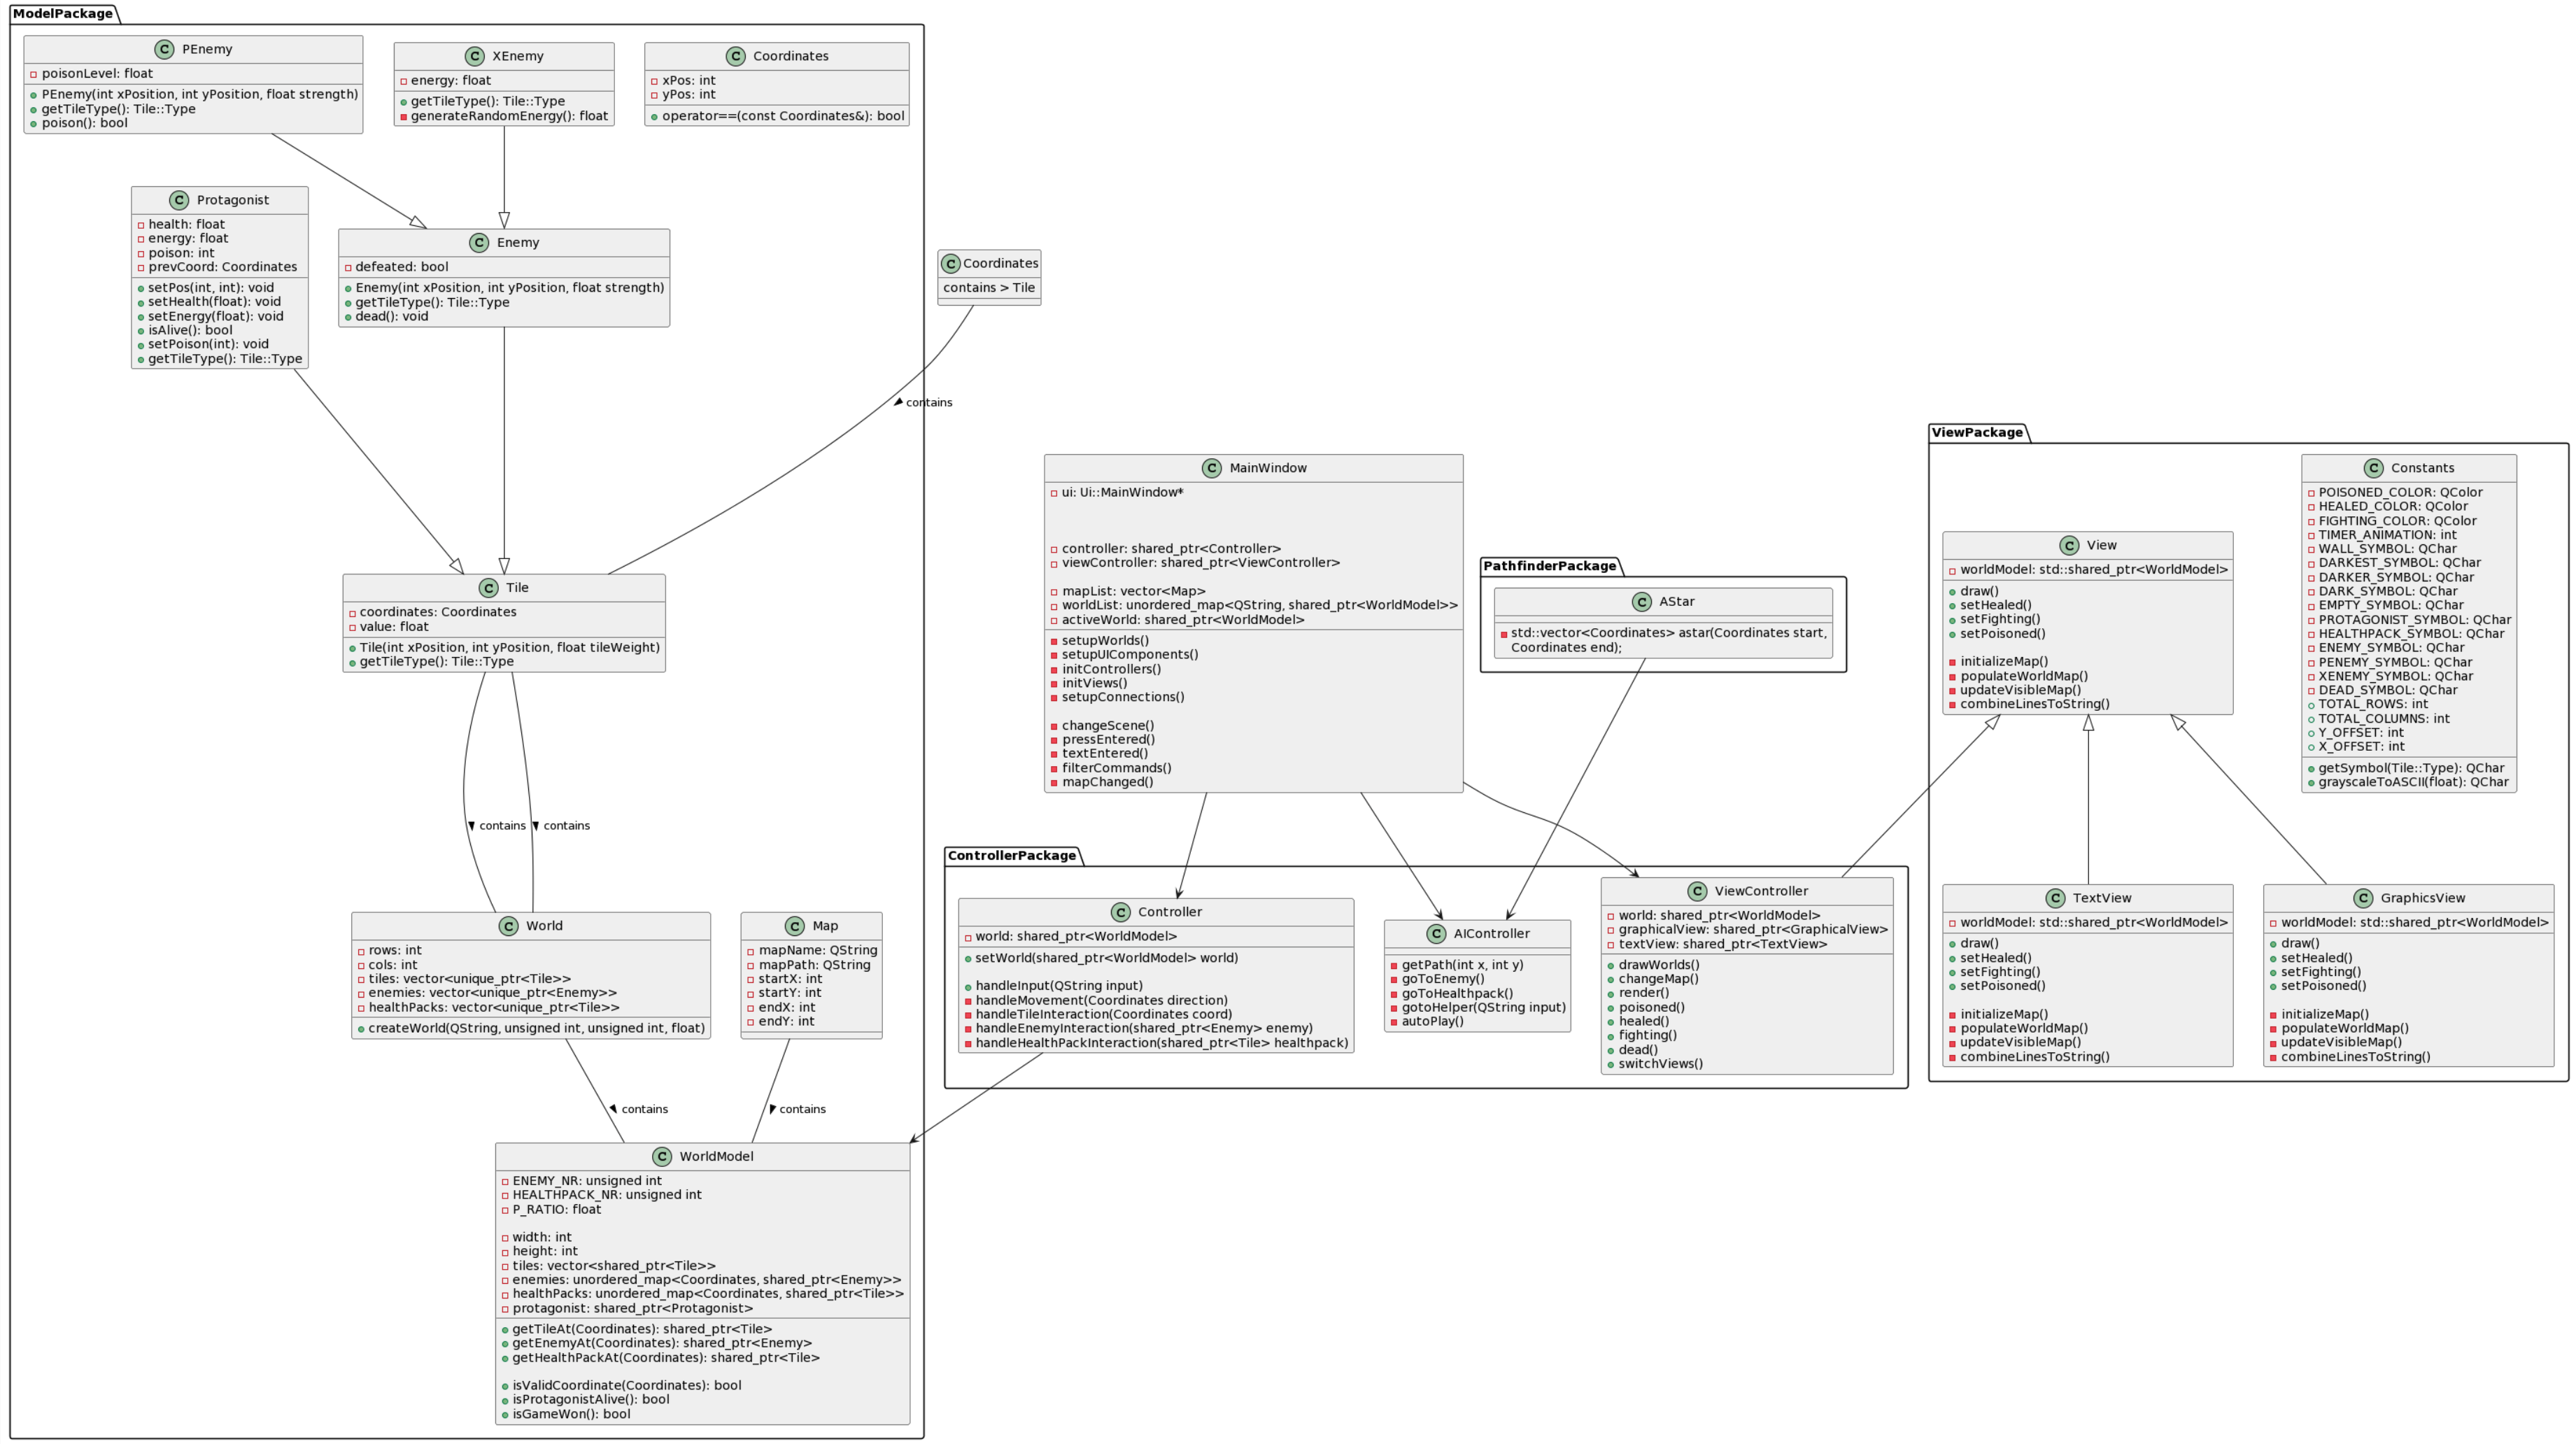 ModelPackage
C PEnemy
poisonLevel: float
PEnemy(int xPosition, int yPosition, float strength)
getTileType(): Tile::Type
poison(): bool
C XEnemy
energy: float
getTileType(): Tile::Type
generateRandomEnergy(): float
C Coordinates
xPos: int
yPos: int
operator==(const Coordinates&): bool
C Protagonist
health: float
energy: float
poison: int
prevCoord: Coordinates
setPos(int, int): void
setHealth(float): void
setEnergy(float): void
isAlive(): bool
setPoison(int): void
getTileType(): Tile::Type
C Enemy
defeated: bool
Enemy(int xPosition, int yPosition, float strength)
getTileType(): Tile::Type
dead(): void
C Coordinates
contains > Tile
contains
C Tile
coordinates: Coordinates
value: float
Tile(int xPosition, int yPosition, float tileWeight)
getTileType(): Tile::Type
contains
contains
C World
rows: int
cols: int
tiles: vector<unique_ptr<Tile>>
enemies: vector<unique_ptr<Enemy>>
healthPacks: vector<unique_ptr<Tile>>
createWorld(QString, unsigned int, unsigned int, float)
C Map
mapName: QString
mapPath: QString
startX: int
startY: int
endX: int
endY: int
contains
contains
C WorldModel
ENEMY_NR: unsigned int
HEALTHPACK_NR: unsigned int
P_RATIO: float
width: int
height: int
tiles: vector<shared_ptr<Tile>>
enemies: unordered_map<Coordinates, shared_ptr<Enemy>>
healthPacks: unordered_map<Coordinates, shared_ptr<Tile>>
protagonist: shared_ptr<Protagonist>
getTileAt(Coordinates): shared_ptr<Tile>
getEnemyAt(Coordinates): shared_ptr<Enemy>
getHealthPackAt(Coordinates): shared_ptr<Tile>
isValidCoordinate(Coordinates): bool
isProtagonistAlive(): bool
isGameWon(): bool
C MainWindow
ui: Ui::MainWindow*
controller: shared_ptr<Controller>
viewController: shared_ptr<ViewController>
mapList: vector<Map>
worldList: unordered_map<QString, shared_ptr<WorldModel>>
activeWorld: shared_ptr<WorldModel>
setupWorlds()
setupUIComponents()
initControllers()
initViews()
setupConnections()
changeScene()
pressEntered()
textEntered()
filterCommands()
mapChanged()
PathfinderPackage
C AStar
std::vector<Coordinates> astar(Coordinates start,
Coordinates end);
ControllerPackage
C Controller
world: shared_ptr<WorldModel>
setWorld(shared_ptr<WorldModel> world)
handleInput(QString input)
handleMovement(Coordinates direction)
handleTileInteraction(Coordinates coord)
handleEnemyInteraction(shared_ptr<Enemy> enemy)
handleHealthPackInteraction(shared_ptr<Tile> healthpack)
C AIController
getPath(int x, int y)
goToEnemy()
goToHealthpack()
gotoHelper(QString input)
autoPlay()
C ViewController
world: shared_ptr<WorldModel>
graphicalView: shared_ptr<GraphicalView>
textView: shared_ptr<TextView>
drawWorlds()
changeMap()
render()
poisoned()
healed()
fighting()
dead()
switchViews()
ViewPackage
C Constants
POISONED_COLOR: QColor
HEALED_COLOR: QColor
FIGHTING_COLOR: QColor
TIMER_ANIMATION: int
WALL_SYMBOL: QChar
DARKEST_SYMBOL: QChar
DARKER_SYMBOL: QChar
DARK_SYMBOL: QChar
EMPTY_SYMBOL: QChar
PROTAGONIST_SYMBOL: QChar
HEALTHPACK_SYMBOL: QChar
ENEMY_SYMBOL: QChar
PENEMY_SYMBOL: QChar
XENEMY_SYMBOL: QChar
DEAD_SYMBOL: QChar
TOTAL_ROWS: int
TOTAL_COLUMNS: int
Y_OFFSET: int
X_OFFSET: int
getSymbol(Tile::Type): QChar
grayscaleToASCII(float): QChar
C View
worldModel: std::shared_ptr<WorldModel>
draw()
setHealed()
setFighting()
setPoisoned()
initializeMap()
populateWorldMap()
updateVisibleMap()
combineLinesToString()
C TextView
worldModel: std::shared_ptr<WorldModel>
draw()
setHealed()
setFighting()
setPoisoned()
initializeMap()
populateWorldMap()
updateVisibleMap()
combineLinesToString()
C GraphicsView
worldModel: std::shared_ptr<WorldModel>
draw()
setHealed()
setFighting()
setPoisoned()
initializeMap()
populateWorldMap()
updateVisibleMap()
combineLinesToString()